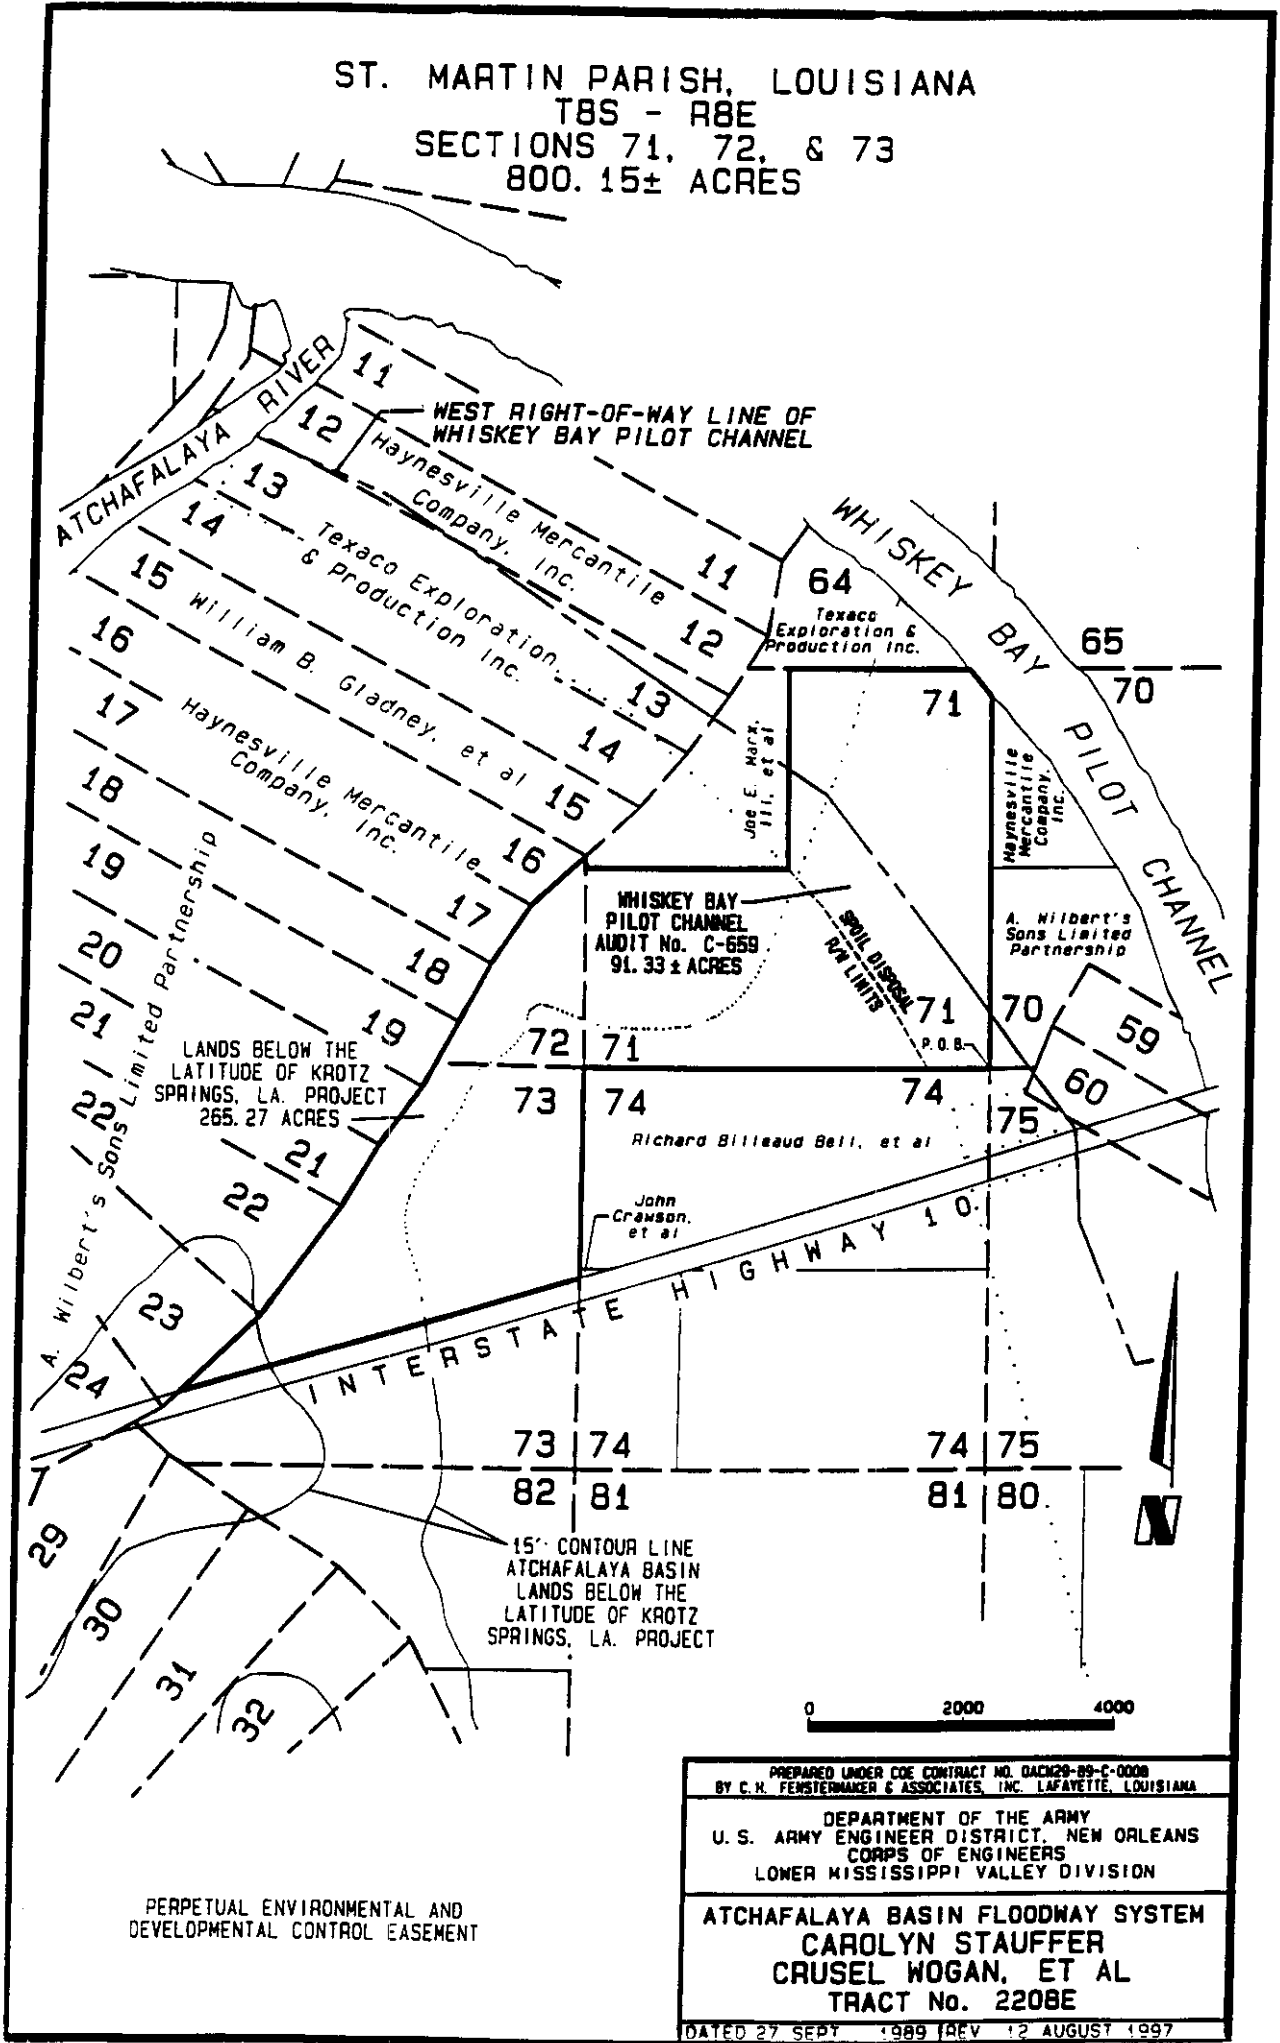 ST. MARTIN PARISH, LOUISIANA
T8S - R8E
SECTIONS 71, 72, & 73
800.15± ACRES
ATCHAFALAYA RIVER
WEST RIGHT-OF-WAY LINE OF
WHISKEY BAY PILOT CHANNEL
WHISKEY BAY PILOT CHANNEL
11
12
13
14
15
16
17
18
19
20
21
22
23
24
Haynesville Mercantile
Company, Inc.
Texaco Exploration
& Production Inc.
William B. Gladney, et al
Haynesville Mercantile
Company, Inc.
A. Wilbert's Sons Limited Partnership
11
12
13
14
15
16
17
18
19
21
22
64
Texaco
Exploration &
Production Inc.
65
70
71
Joe E. Marx,
III, et al
Haynesville
Mercantile
Company,
Inc.
WHISKEY BAY
PILOT CHANNEL
AUDIT No. C-659
91.33 ± ACRES
SPOIL DISPOSAL
R/W LIMITS
A. Wilbert's
Sons Limited
Partnership
71
70
59
60
P.O.B.
72
71
73
74
74
75
LANDS BELOW THE
LATITUDE OF KROTZ
SPRINGS, LA. PROJECT
265.27 ACRES
Richard Billeaud Bell, et al
John
Crawson,
et al
INTERSTATE HIGHWAY 10
73
74
74
75
82
81
81
80
N
7
29
30
31
32
15' CONTOUR LINE
ATCHAFALAYA BASIN
LANDS BELOW THE
LATITUDE OF KROTZ
SPRINGS, LA. PROJECT
0 2000 4000
PREPARED UNDER COE CONTRACT NO. DACW29-89-C-0008
BY C.H. FENSTERMAKER & ASSOCIATES, INC. LAFAYETTE, LOUISIANA
DEPARTMENT OF THE ARMY
U.S. ARMY ENGINEER DISTRICT, NEW ORLEANS
CORPS OF ENGINEERS
LOWER MISSISSIPPI VALLEY DIVISION
PERPETUAL ENVIRONMENTAL AND
DEVELOPMENTAL CONTROL EASEMENT
ATCHAFALAYA BASIN FLOODWAY SYSTEM
CAROLYN STAUFFER
CRUSEL WOGAN, ET AL
TRACT No. 2208E
DATED 27 SEPT 1989 REV 12 AUGUST 1997